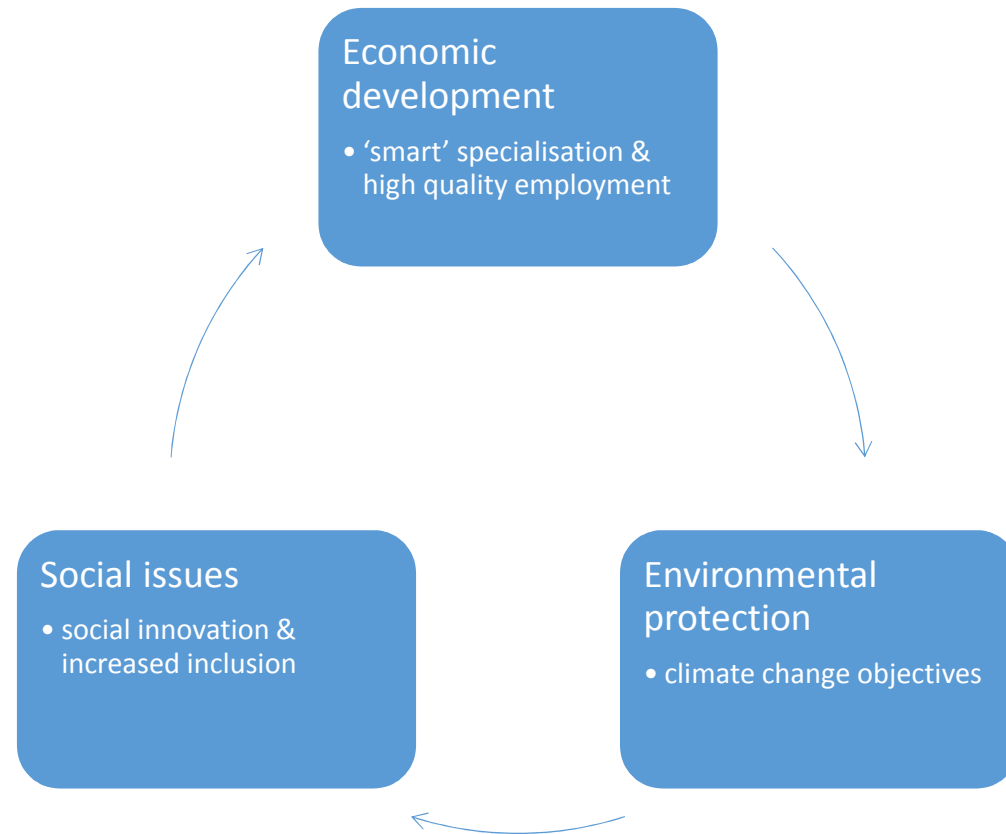 Economic
development
• ‘smart’ specialisation &
high quality employment
Social issues
• social innovation &
increased inclusion
Environmental
protection
• climate change objectives